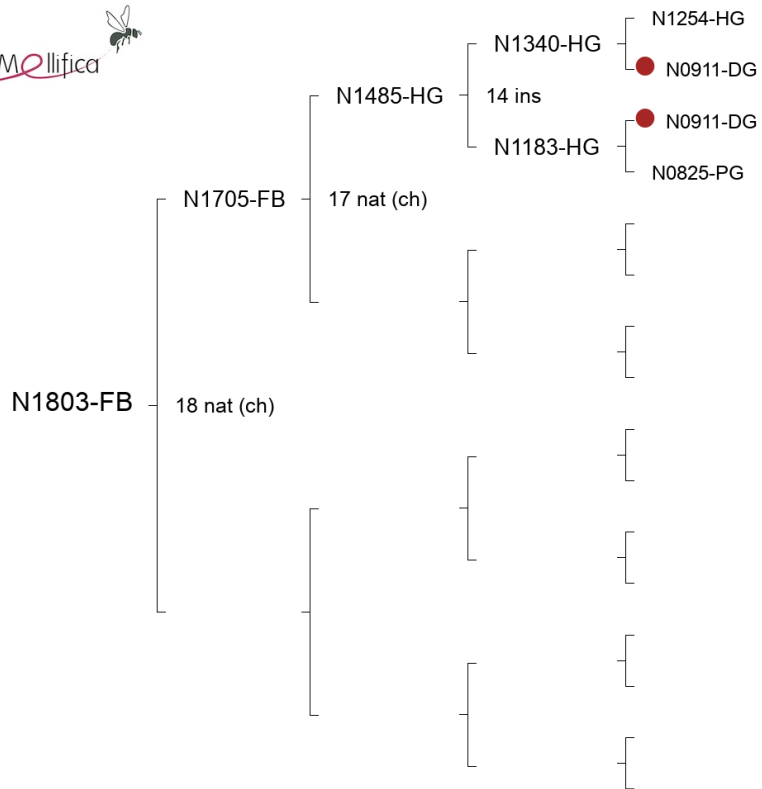 Mellifica
N1254-HG
N1340-HG
N0911-DG
N1485-HG
14 ins
N0911-DG
N1183-HG
N0825-PG
N1705-FB
17 nat (ch)
N1803-FB
18 nat (ch)